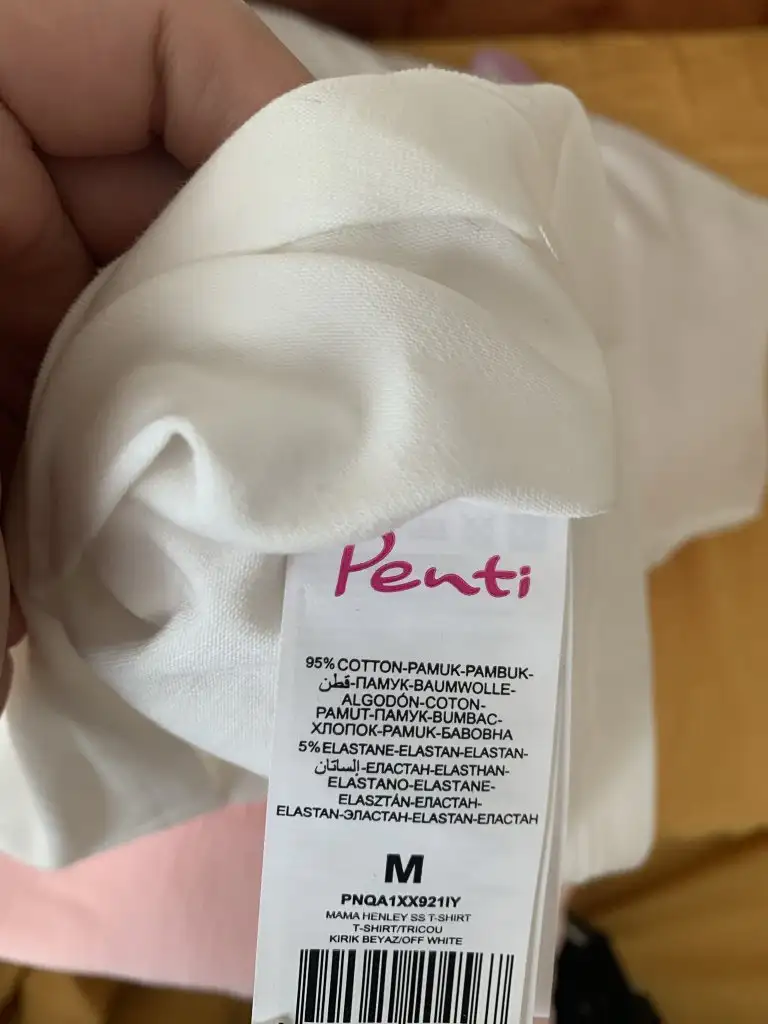 Penti
95% COTTON-PAMUK-PAMBUK-
قطن-ПАМУК-BAUMWOLLE-
ALGODÓN-COTON-
PAMUT-ПАМУК-BUMBAC-
ХЛОПОК-PAMUK-БАВОВНА
5% ELASTANE-ELASTAN-ELASTAN-
إلساتان-ЕЛАСТАН-ELASTHAN-
ELASTANO-ELASTANE-
ELASZTÁN-ЕЛАСТАН-
ELASTAN-ЭЛАСТАН-ELASTAN-ЕЛАСТАН
M
PNQA1XX921IY
MAMA HENLEY SS T-SHIRT
T-SHIRT/TRICOU
KIRIK BEYAZ/OFF WHITE